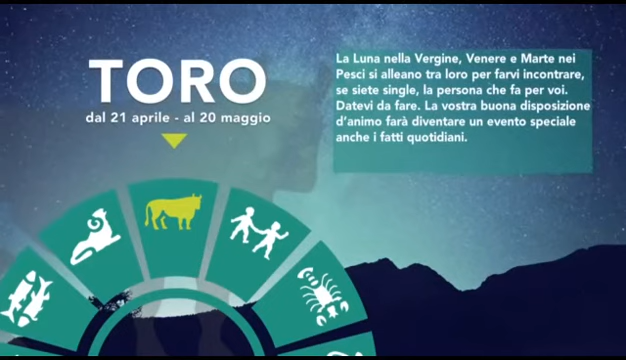 TORO
dal 21 aprile - al 20 maggio
La Luna nella Vergine, Venere e Marte nei
Pesci si alleano tra loro per farvi incontrare,
se siete single, la persona che fa per voi.
Datevi da fare. La vostra buona disposizione
d'animo farà diventare un evento speciale
anche i fatti quotidiani.